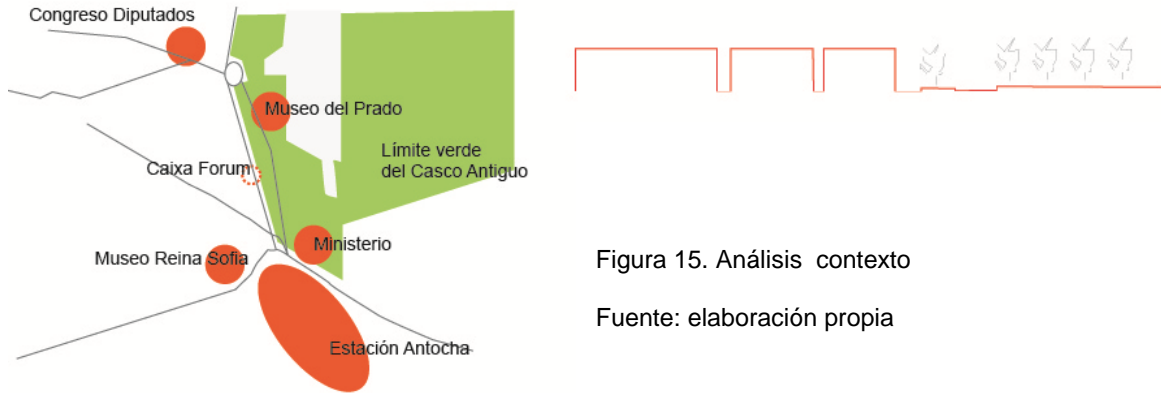 Congreso Diputados
Museo del Prado
Límite verde
del Casco Antiguo
Caixa Forum
Ministerio
Museo Reina Sofia
Estación Antocha
Figura 15. Análisis contexto
Fuente: elaboración propia